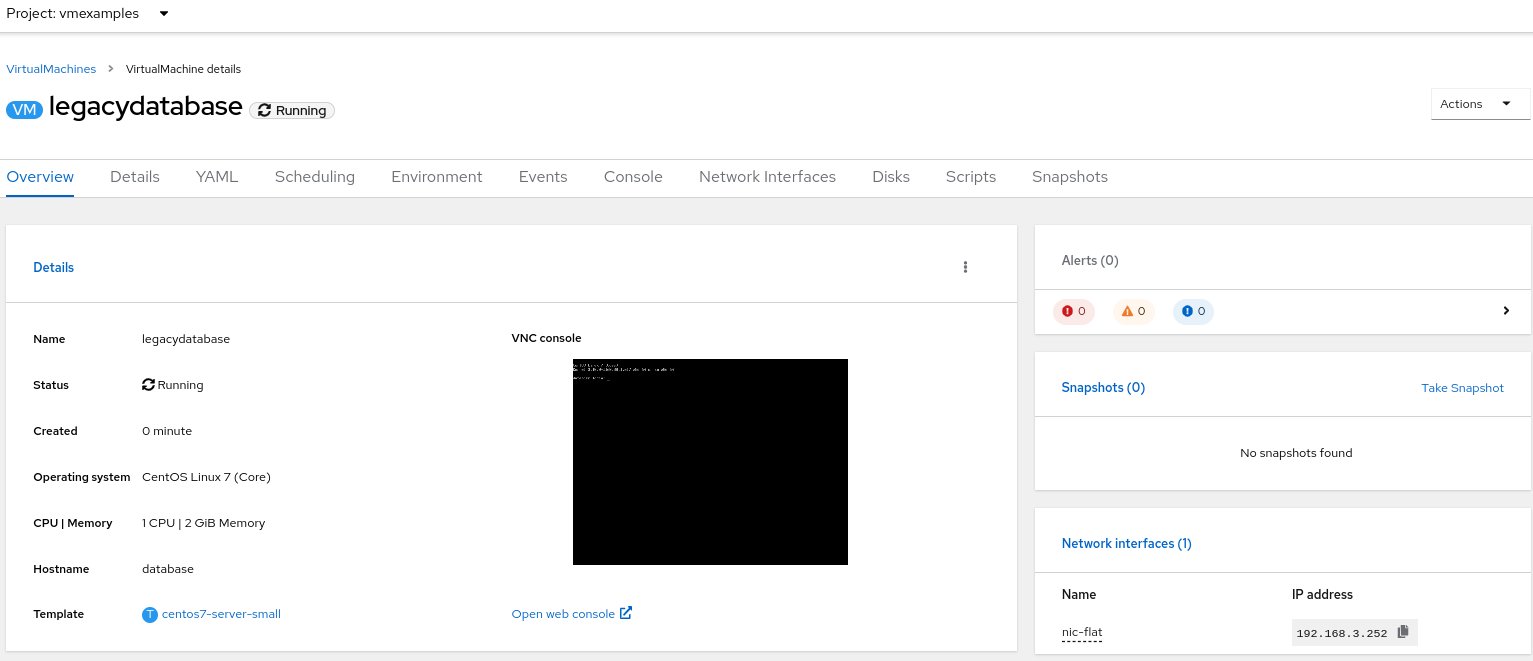 Project: vmexamples
VirtualMachines > VirtualMachine details
VM legacydatabase Running
Actions
Overview Details YAML Scheduling Environment Events Console Network Interfaces Disks Scripts Snapshots
Details
Name legacydatabase
Status Running
Created 0 minute
Operating system CentOS Linux 7 (Core)
CPU | Memory 1 CPU | 2 GiB Memory
Hostname database
Template T centos7-server-small
VNC console
Open web console
Alerts (0)
0 0 0
Snapshots (0) Take Snapshot
No snapshots found
Network interfaces (1)
Name IP address
nic-flat 192.168.3.252